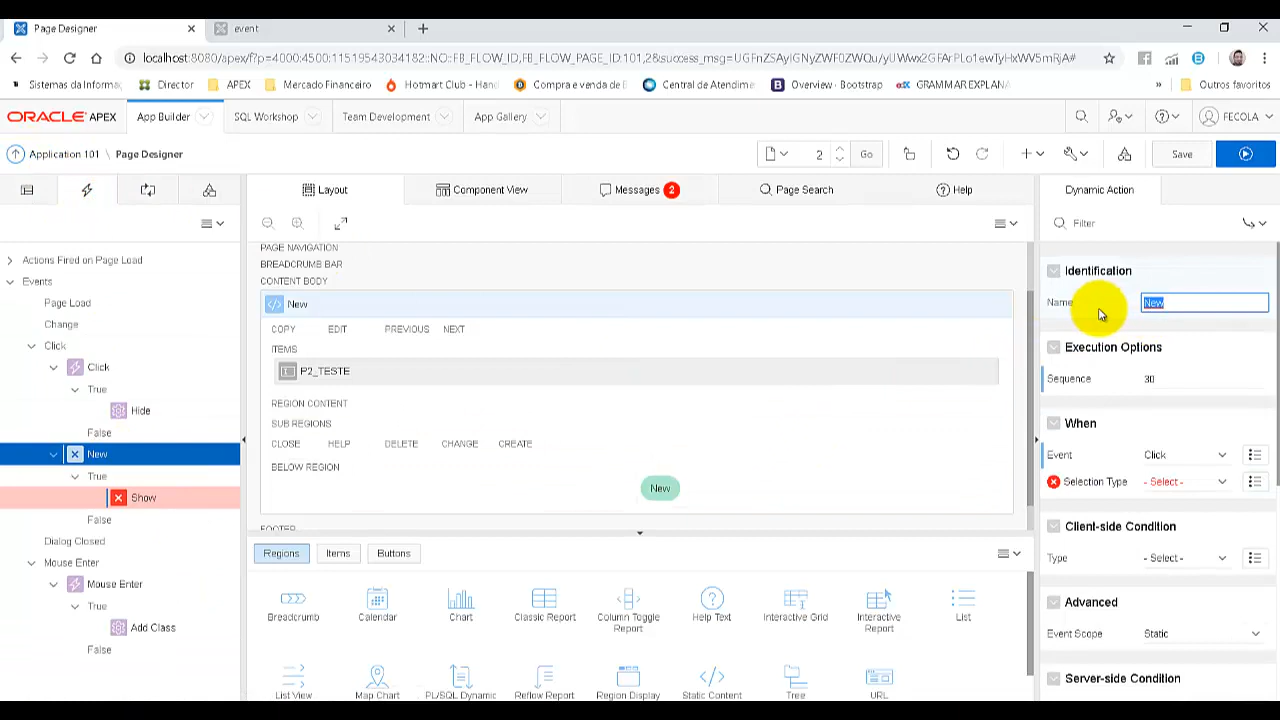 Page Designer
event
localhost:8080/apex/f?p=4000:4500:11519543034182::NO:FB_FLOW_ID,FB_FLOW_PAGE_ID:101,2&success_msg=
Sistemas da Informaç
Director
APEX
Mercado Financeiro
Hotmart Club - Hand
Compra e venda de
Central de Atendimer
Overview · Bootstrap
GRAMMAR EXPLANA
»
Outros favoritos
ORACLE APEX
App Builder
SQL Workshop
Team Development
App Gallery
FECOLA
Application 101 \ Page Designer
2
Go
Save
Layout
Component View
Messages 2
Page Search
Help
Dynamic Action
Filter
Actions Fired on Page Load
Events
Page Load
Change
Click
Click
True
Hide
False
New
True
Show
False
Dialog Closed
Mouse Enter
Mouse Enter
True
Add Class
False
PAGE NAVIGATION
BREADCRUMB BAR
CONTENT BODY
New
COPY EDIT PREVIOUS NEXT
ITEMS
P2_TESTE
REGION CONTENT
SUB REGIONS
CLOSE HELP DELETE CHANGE CREATE
BELOW REGION
New
FOOTER
Regions Items Buttons
Breadcrumb
Calendar
Chart
Classic Report
Column Toggle Report
Help Text
Interactive Grid
Interactive Report
List
List View
Map Chart
PL/SQL Dynamic
Reflow Report
Region Display
Static Content
Tree
URL
Identification
Name New
Execution Options
Sequence 30
When
Event Click
Selection Type - Select -
Client-side Condition
Type - Select -
Advanced
Event Scope Static
Server-side Condition